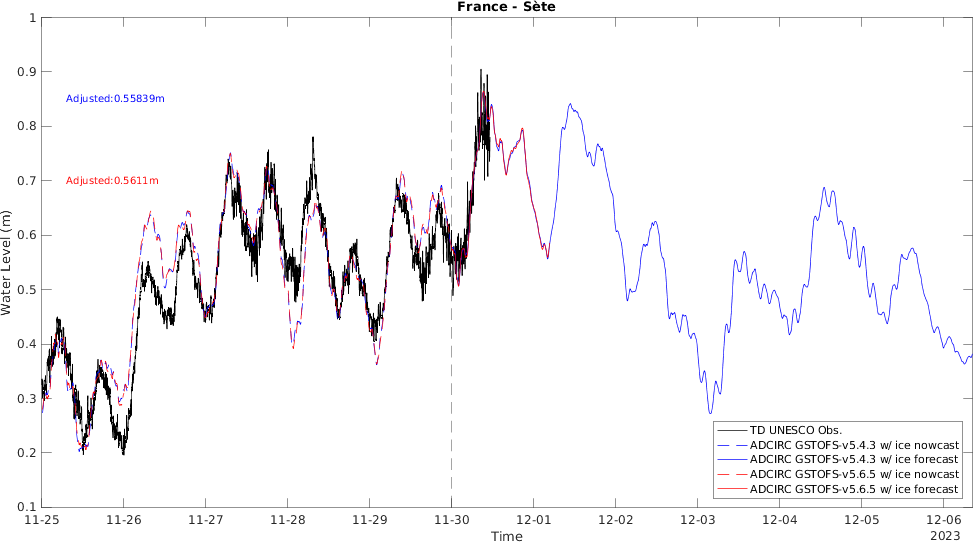 France - Sète
Adjusted:0.55839m
Adjusted:0.5611m
Water Level (m)
1
0.9
0.8
0.7
0.6
0.5
0.4
0.3
0.2
0.1
TD UNESCO Obs.
ADCIRC GSTOFS-v5.4.3 w/ ice nowcast
ADCIRC GSTOFS-v5.4.3 w/ ice forecast
ADCIRC GSTOFS-v5.6.5 w/ ice nowcast
ADCIRC GSTOFS-v5.6.5 w/ ice forecast
11-25 11-26 11-27 11-28 11-29 11-30 12-01 12-02 12-03 12-04 12-05 12-06
Time
2023